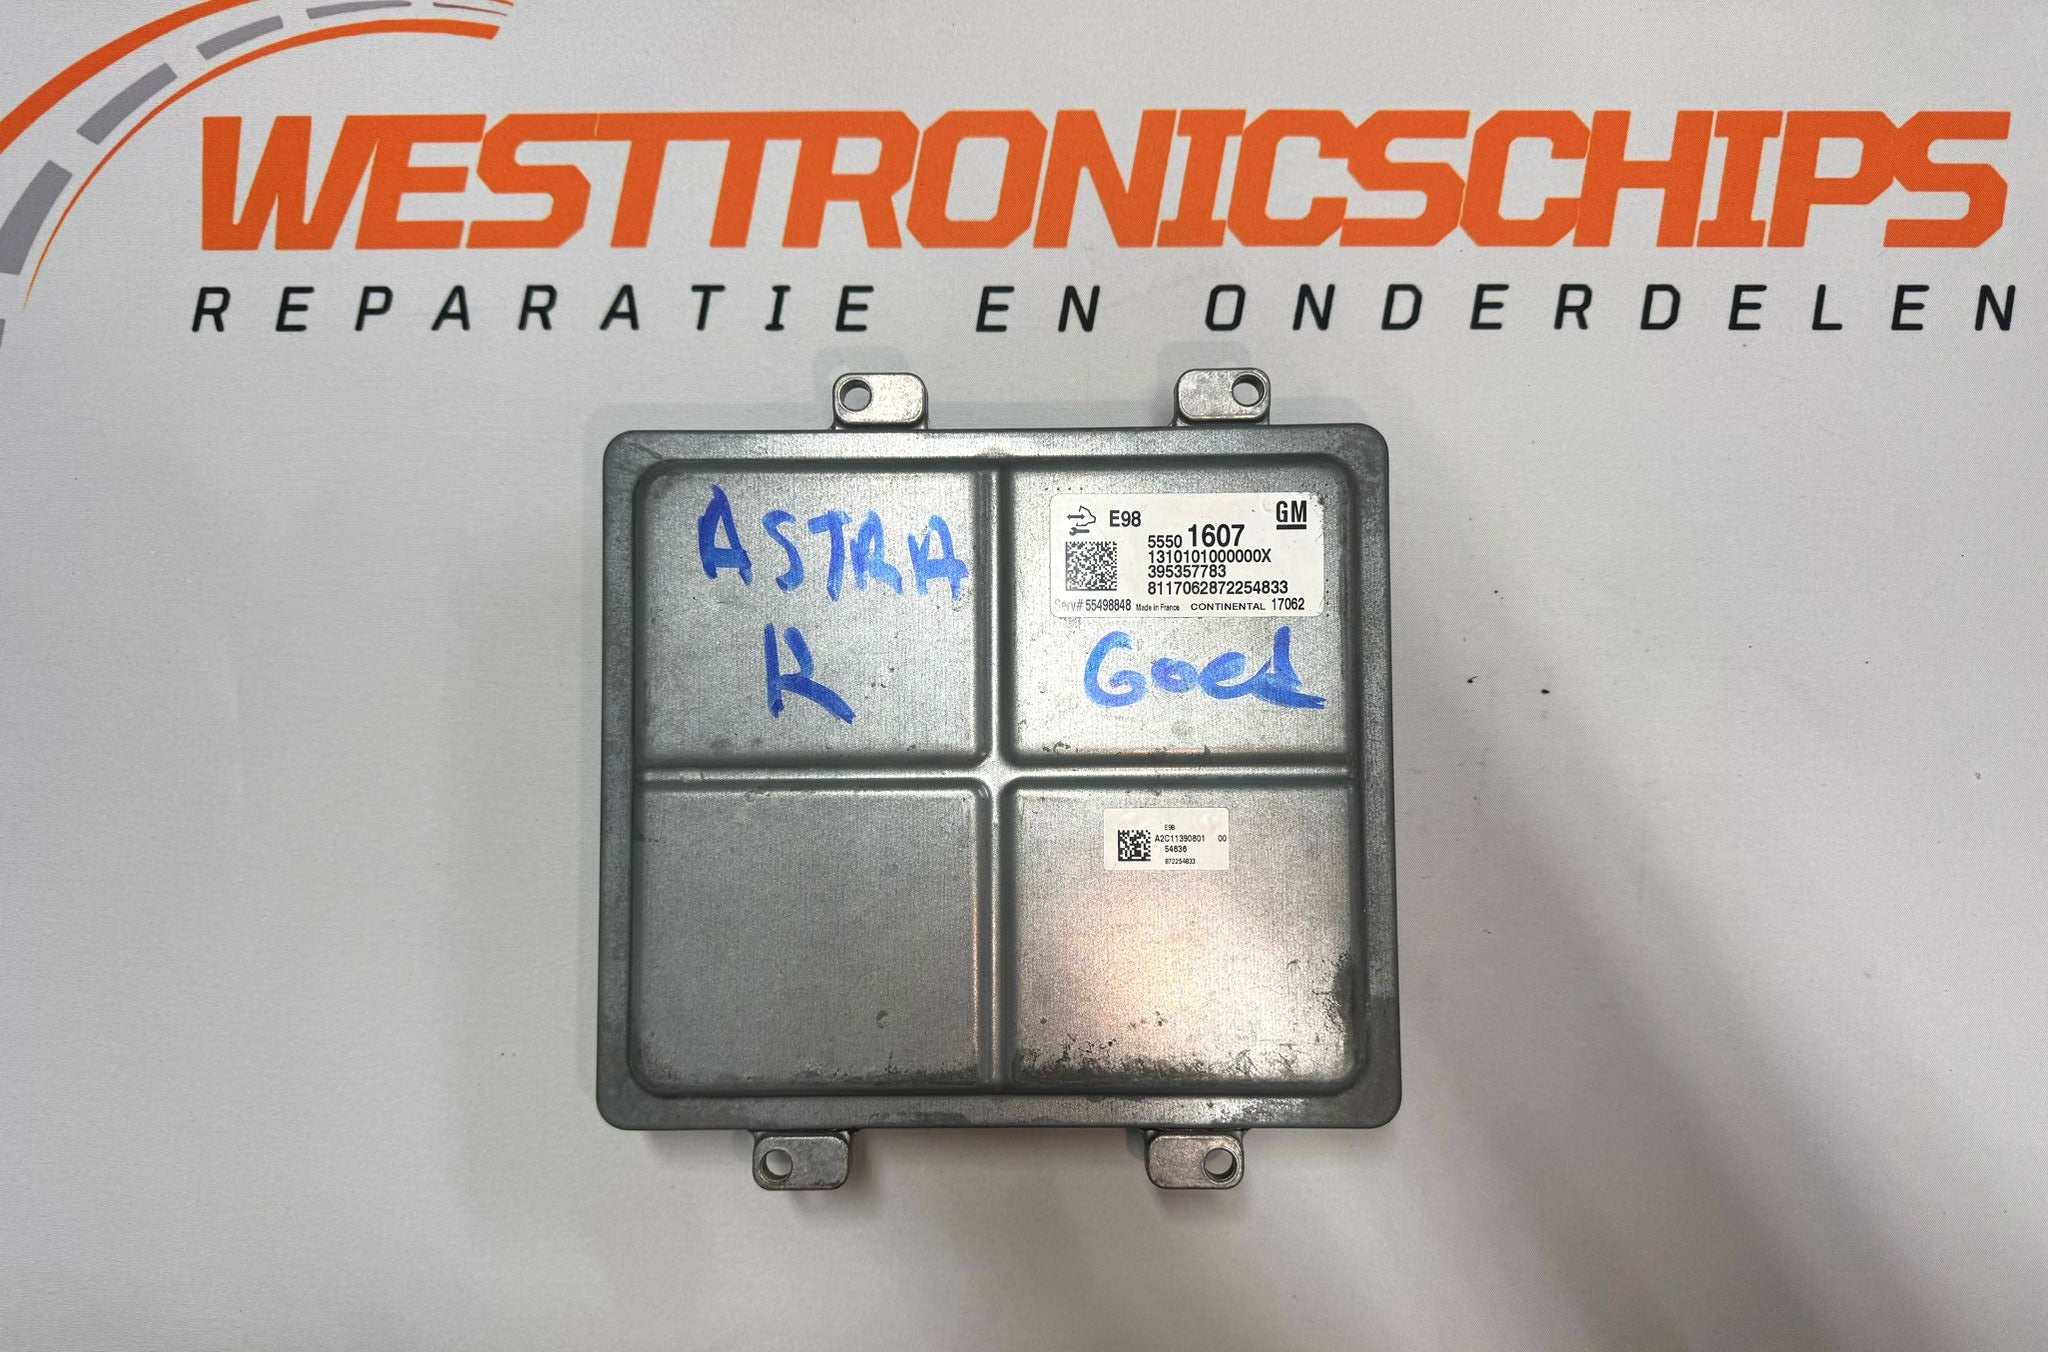 WESTTRONICSCHIPS
REPARATIE EN ONDERDELEN
E98
GM
5550 1607
1310101000000X
395357783
8117062872254833
Serv# 55498848 Made in France CONTINENTAL 17062
ASTRA
K
Goed
E98
A2C11390801 00
54836
872254833